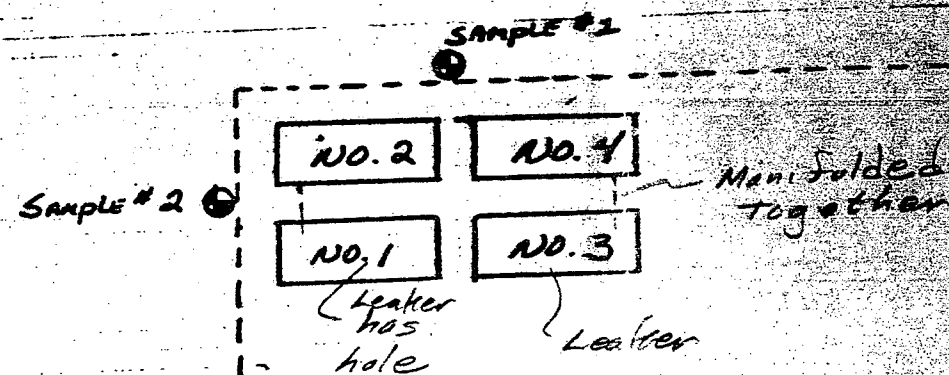 SAMPLE #1
NO. 2
NO. 4
Manifolded
Together
SAMPLE #2
NO. 1
NO. 3
Leaker
has
hole
Leaker